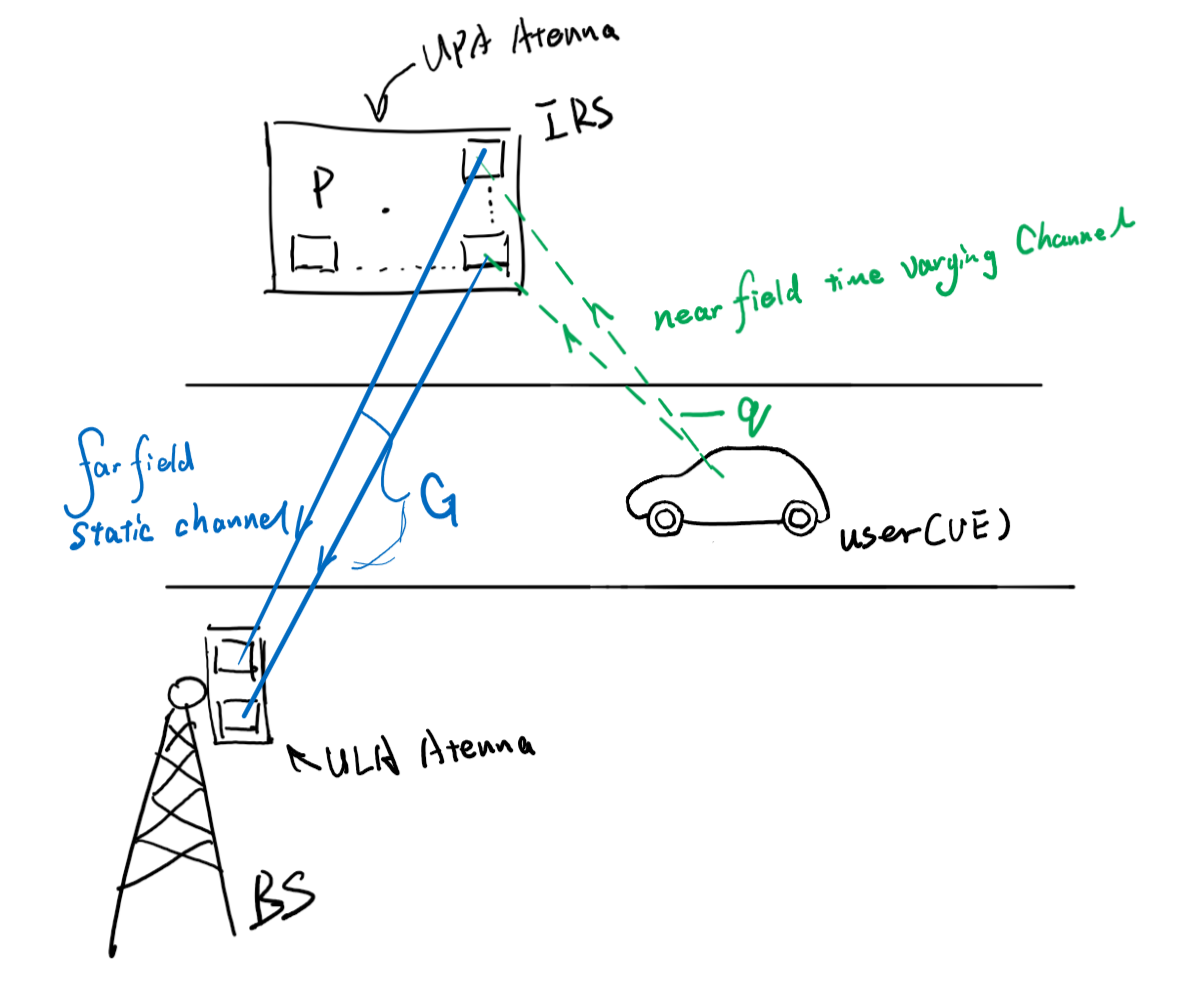 UPA Atenna
IRS
P
near field time varying Channel
q
far field
static channel
G
user(UE)
ULA Atenna
BS